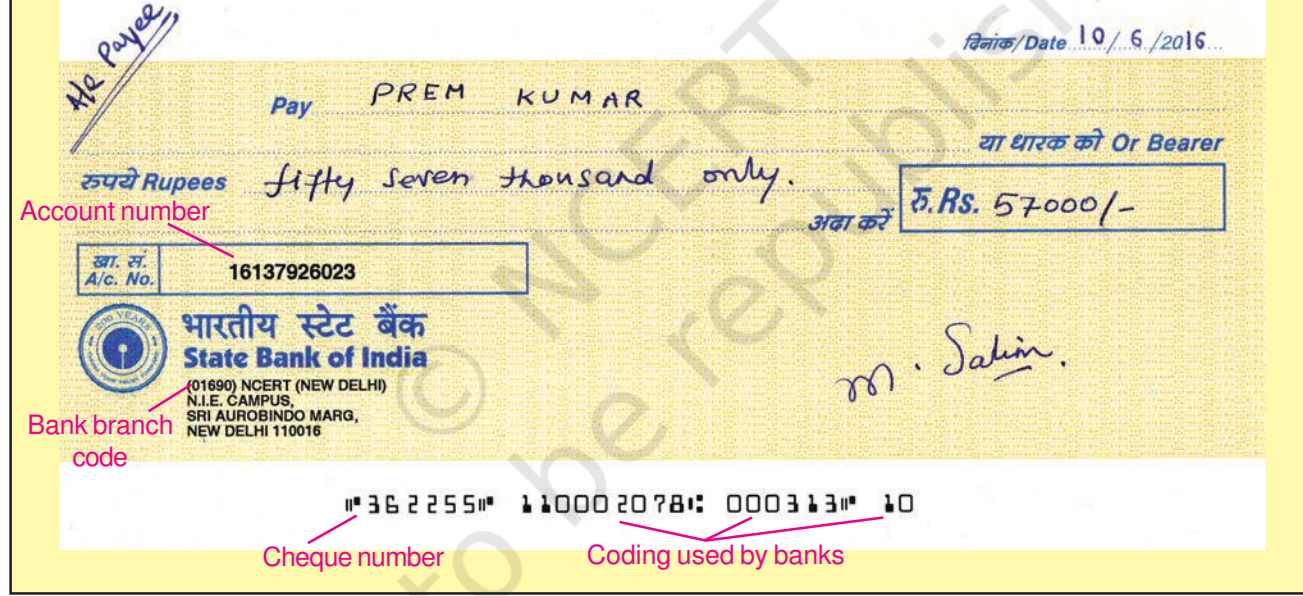 A/c Payee
दिनांक/Date 10/6/2016
Pay PREM KUMAR
या धारक को Or Bearer
रुपये Rupees fifty seven thousand only.
Account number
अदा करें रु.Rs. 57000/-
खा. सं.
A/c. No. 16137926023
200 YEARS
भारतीय स्टेट बैंक
State Bank of India
(01690) NCERT (NEW DELHI)
N.I.E. CAMPUS,
SRI AUROBINDO MARG,
NEW DELHI 110016
M. Salim.
Bank branch
code
⑈362255⑈ 110002078⑆ 000313⑈ 10
Cheque number
Coding used by banks
© NCERT
to be republish